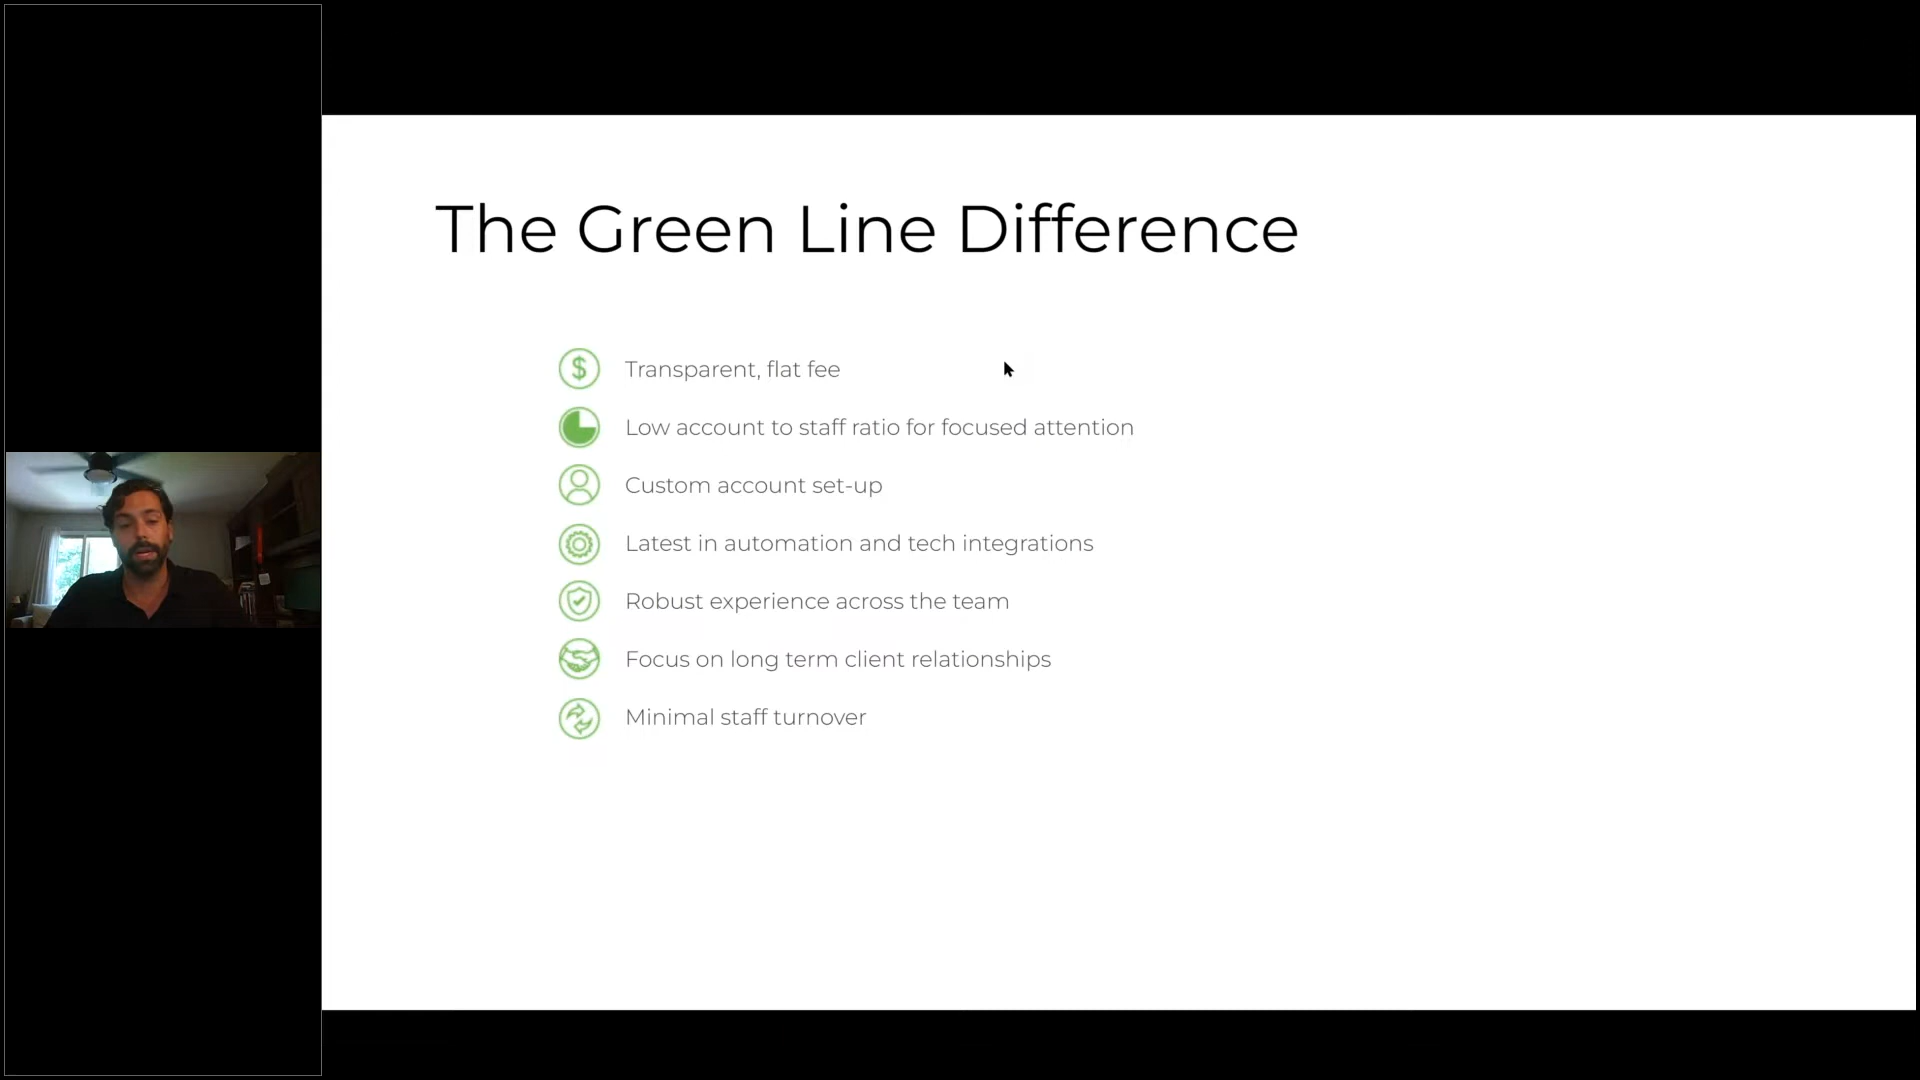 The Green Line Difference
Transparent, flat fee
Low account to staff ratio for focused attention
Custom account set-up
Latest in automation and tech integrations
Robust experience across the team
Focus on long term client relationships
Minimal staff turnover